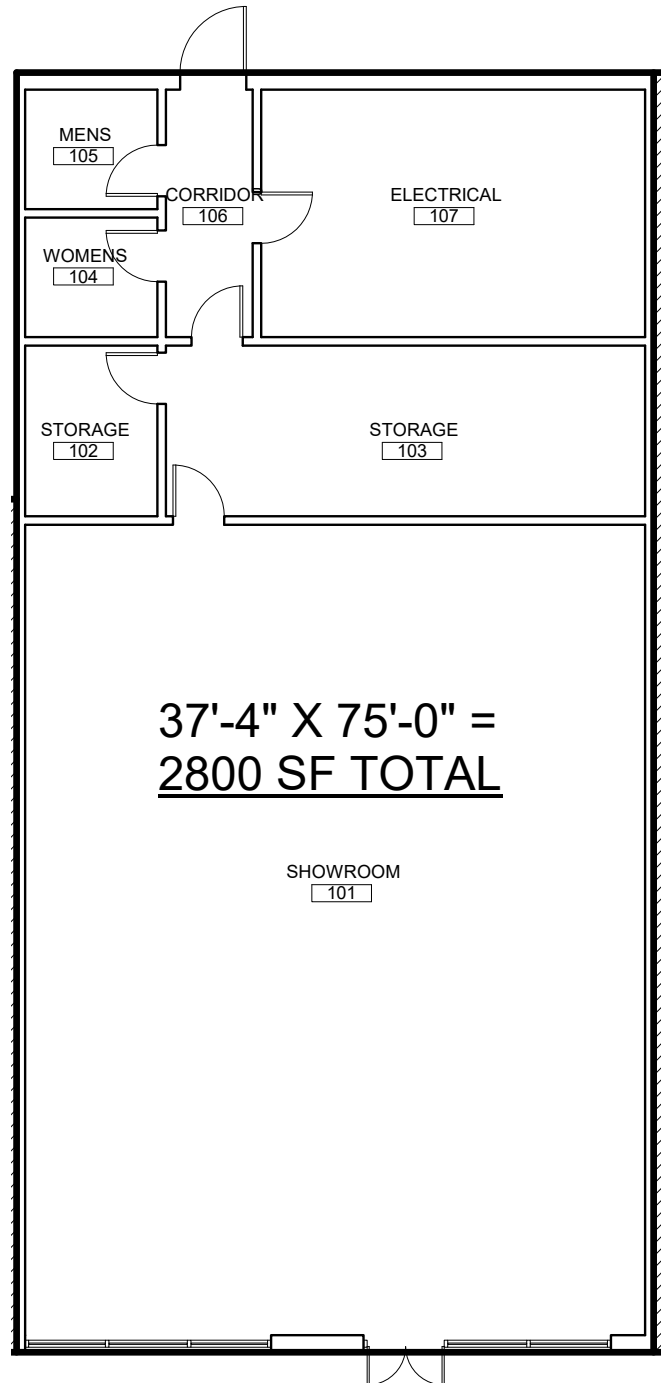 MENS
105
CORRIDOR
106
ELECTRICAL
107
WOMENS
104
STORAGE
102
STORAGE
103
37'-4" X 75'-0" =
2800 SF TOTAL
SHOWROOM
101